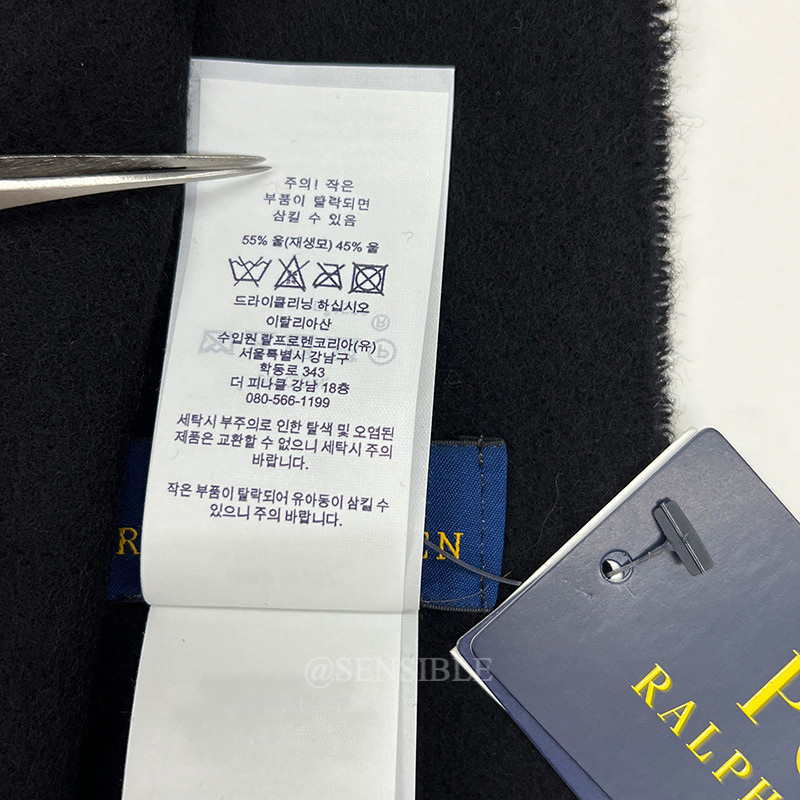 주의! 작은
부품이 탈락되면
삼킬 수 있음
55% 울(재생모) 45% 울
드라이클리닝 하십시오
이탈리아산
수입원 랄프로렌코리아(유)
서울특별시 강남구
학동로 343
더 피나클 강남 18층
080-566-1199
세탁시 부주의로 인한 탈색 및 오염된
제품은 교환할 수 없으니 세탁시 주의
바랍니다.
작은 부품이 탈락되어 유아동이 삼킬 수
있으니 주의 바랍니다.
R EN
@SENSIBLE
PO
RALPH